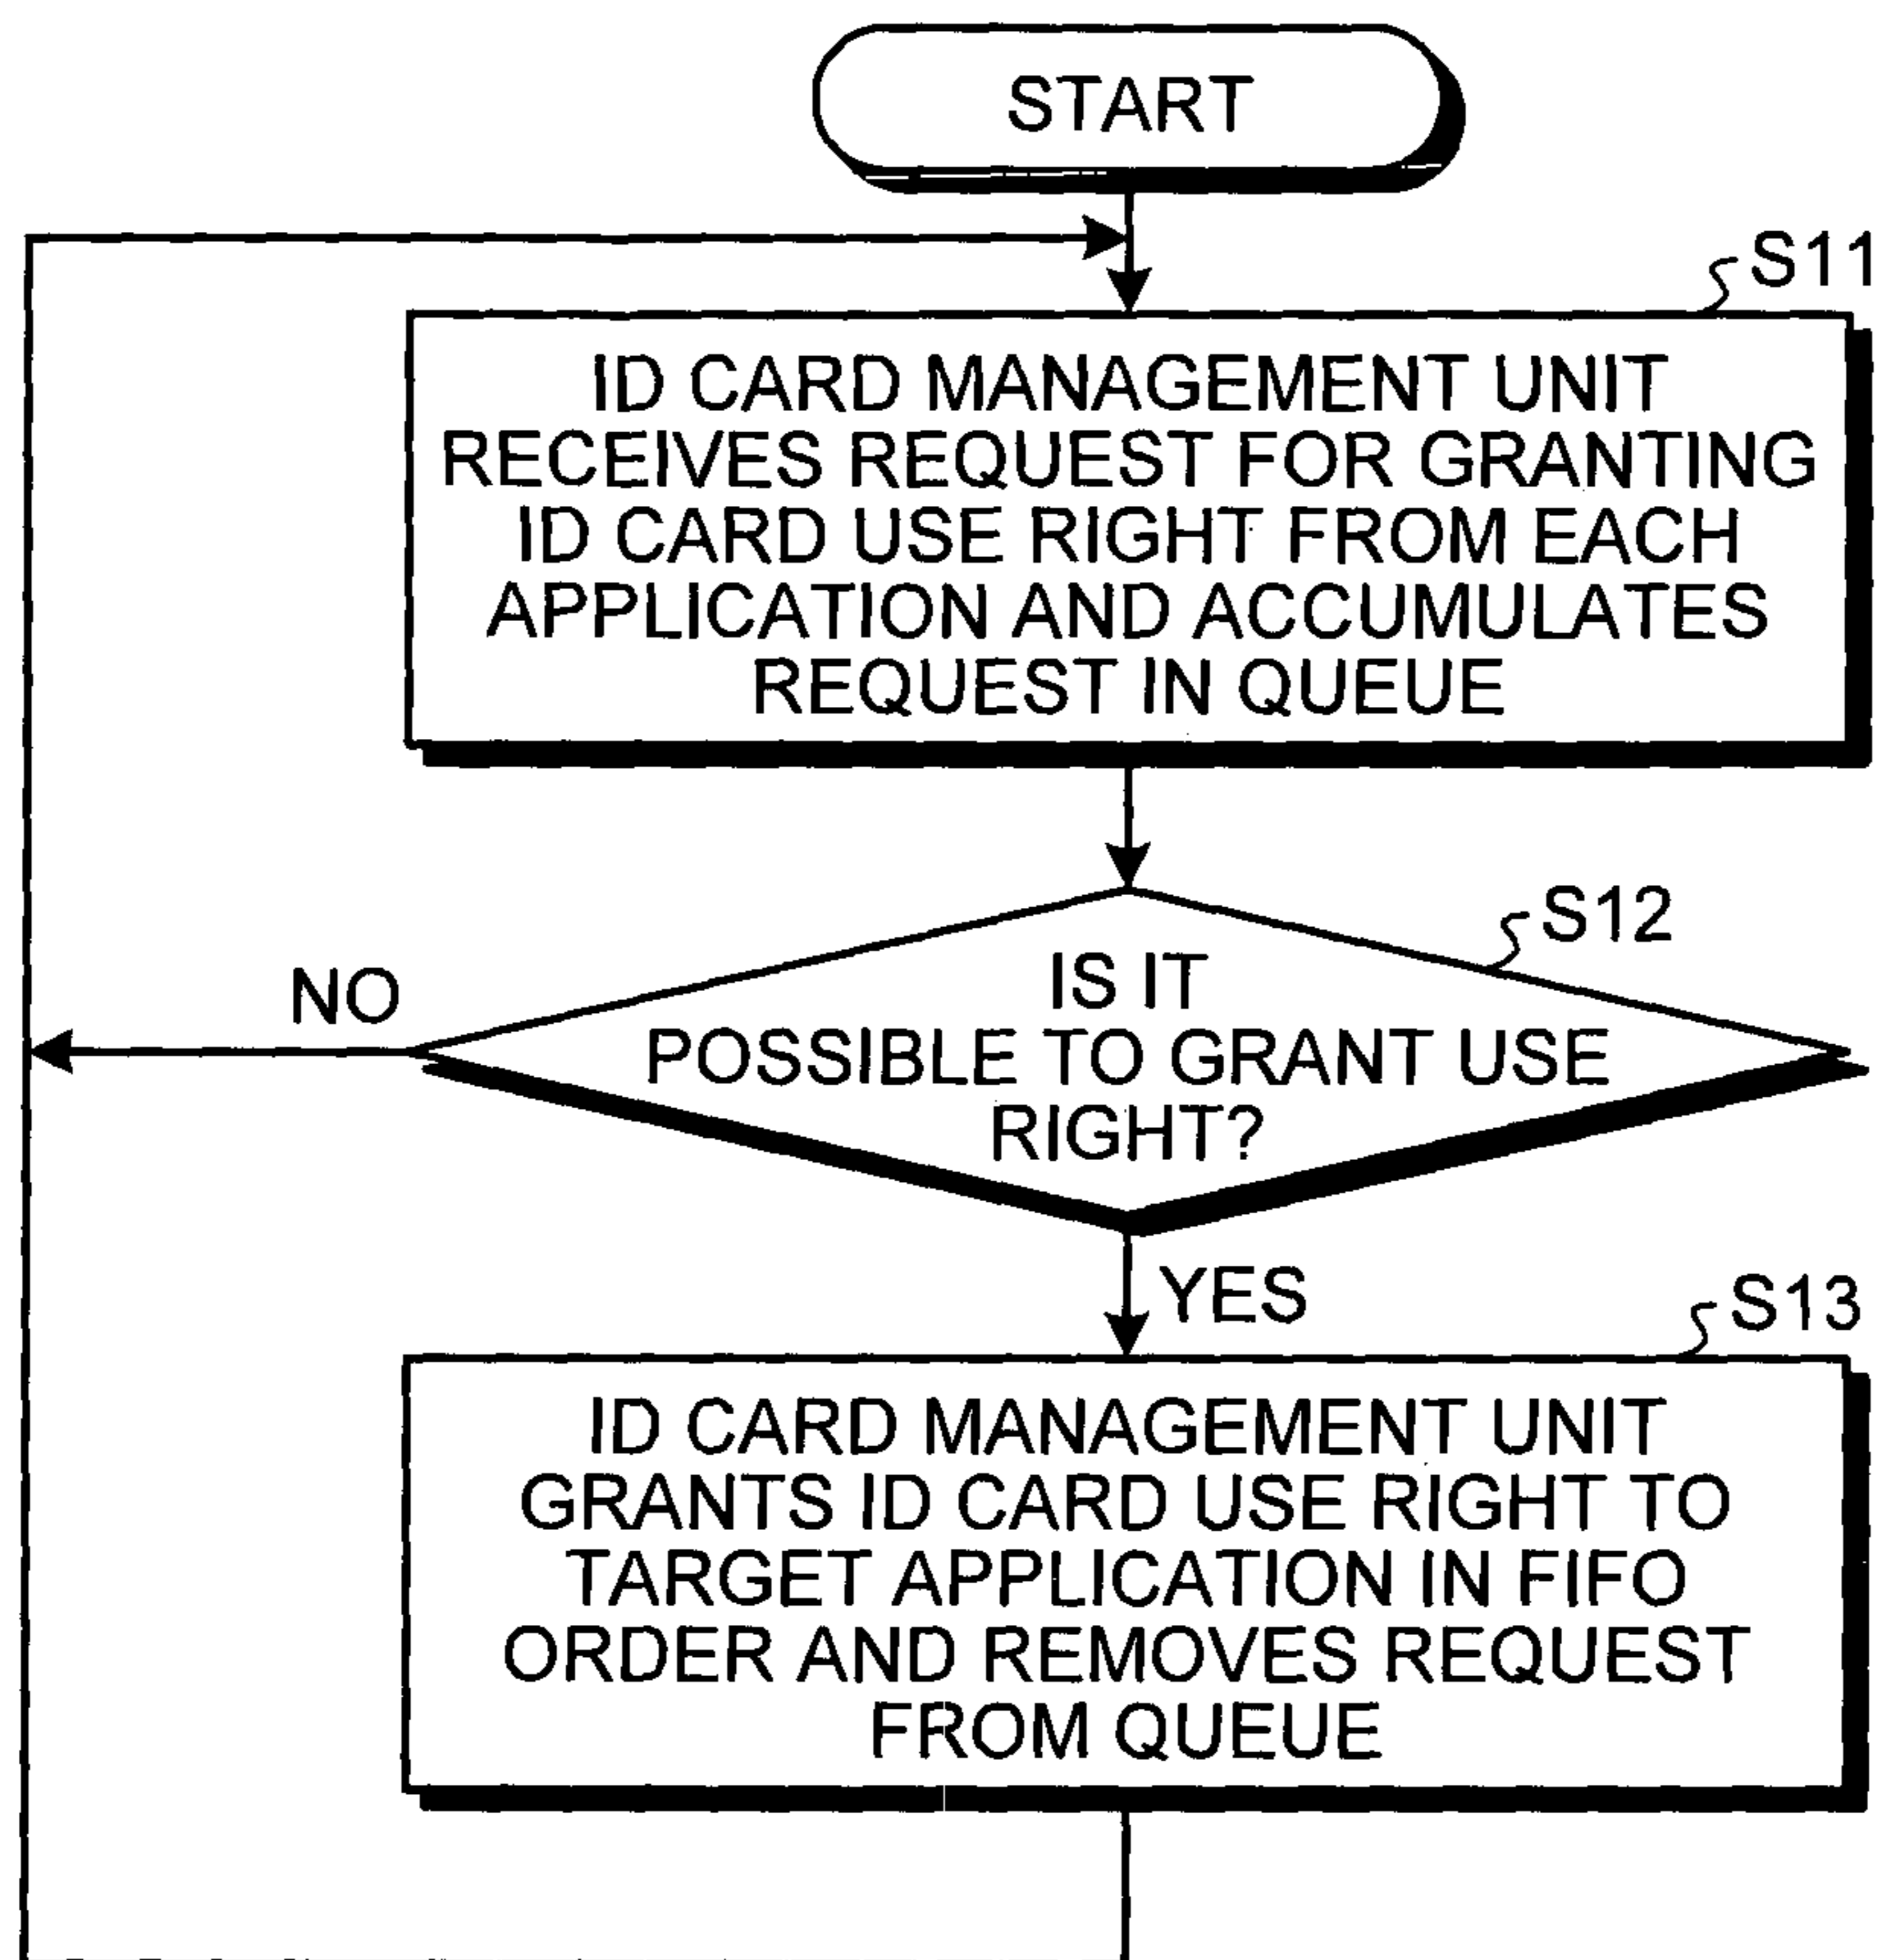 START
S11
ID CARD MANAGEMENT UNIT
RECEIVES REQUEST FOR GRANTING
ID CARD USE RIGHT FROM EACH
APPLICATION AND ACCUMULATES
REQUEST IN QUEUE
S12
NO
IS IT
POSSIBLE TO GRANT USE
RIGHT?
YES
S13
ID CARD MANAGEMENT UNIT
GRANTS ID CARD USE RIGHT TO
TARGET APPLICATION IN FIFO
ORDER AND REMOVES REQUEST
FROM QUEUE